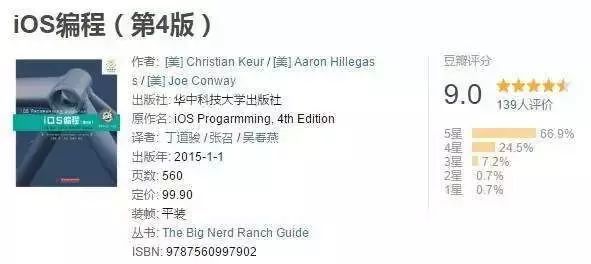 iOS编程（第4版）
iOS编程
作者: [美] Christian Keur / [美] Aaron Hillegas
s / [美] Joe Conway
出版社: 华中科技大学出版社
原作名: iOS Progarmming, 4th Edition
译者: 丁道骏 / 张召 / 吴春燕
出版年: 2015-1-1
页数: 560
定价: 99.90
装帧: 平装
丛书: The Big Nerd Ranch Guide
ISBN: 9787560997902
豆瓣评分
9.0
139人评价
5星 66.9%
4星 24.5%
3星 7.2%
2星 0.7%
1星 0.7%